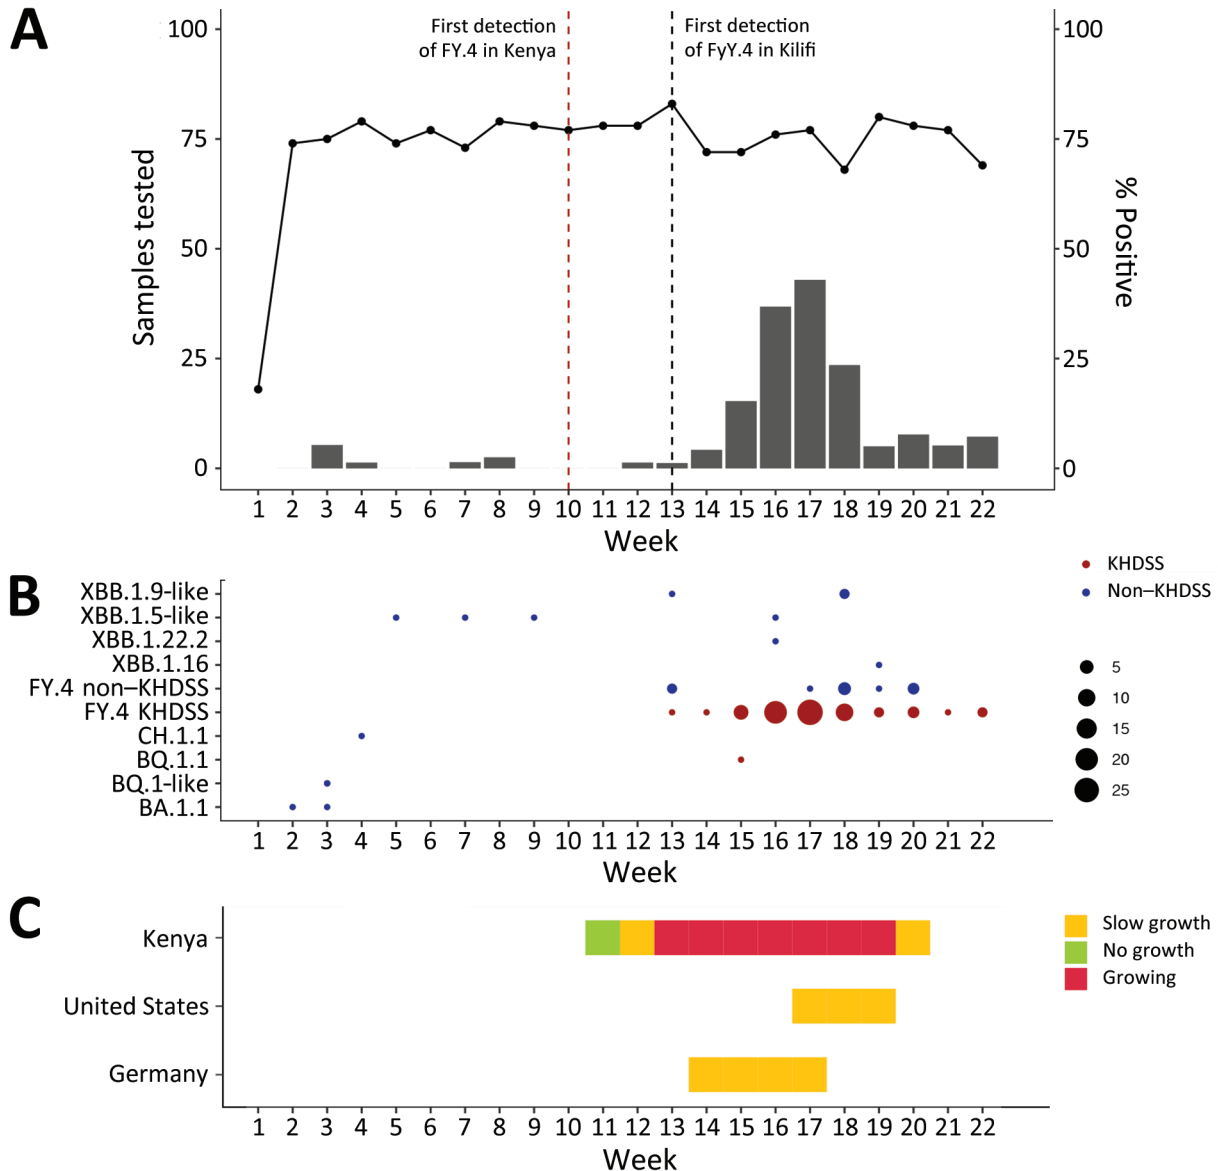 A
First detection
of FY.4 in Kenya
First detection
of FyY.4 in Kilifi
100
75
50
25
0
Samples tested
100
75
50
25
0
% Positive
1 2 3 4 5 6 7 8 9 10 11 12 13 14 15 16 17 18 19 20 21 22
Week
B
XBB.1.9-like
XBB.1.5-like
XBB.1.22.2
XBB.1.16
FY.4 non–KHDSS
FY.4 KHDSS
CH.1.1
BQ.1.1
BQ.1-like
BA.1.1
1 2 3 4 5 6 7 8 9 10 11 12 13 14 15 16 17 18 19 20 21 22
Week
KHDSS
Non–KHDSS
5
10
15
20
25
C
Kenya
United States
Germany
1 2 3 4 5 6 7 8 9 10 11 12 13 14 15 16 17 18 19 20 21 22
Week
Slow growth
No growth
Growing